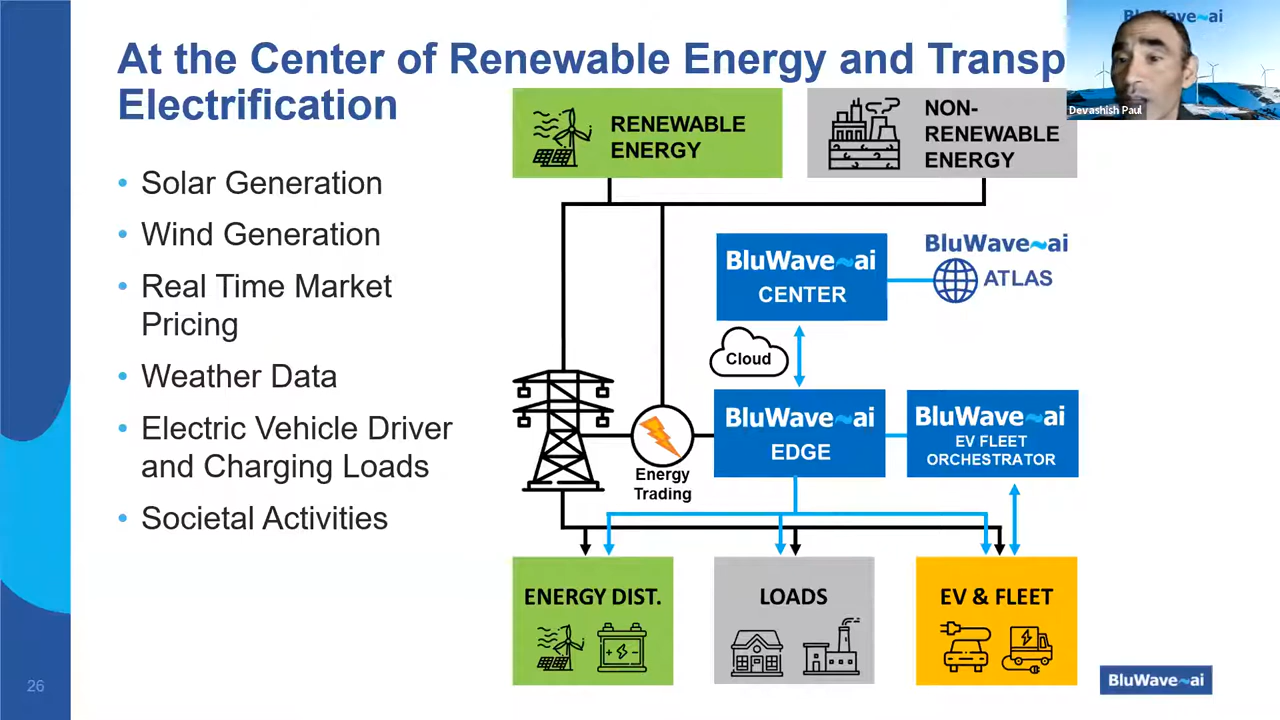 At the Center of Renewable Energy and Transp
Electrification
BluWave~ai
Devashish Paul
• Solar Generation
• Wind Generation
• Real Time Market
Pricing
• Weather Data
• Electric Vehicle Driver
and Charging Loads
• Societal Activities
RENEWABLE
ENERGY
NON-
RENEWABLE
ENERGY
BluWave~ai
CENTER
BluWave~ai
ATLAS
Cloud
BluWave~ai
EDGE
BluWave~ai
EV FLEET
ORCHESTRATOR
Energy
Trading
ENERGY DIST.
LOADS
EV & FLEET
26
BluWave~ai